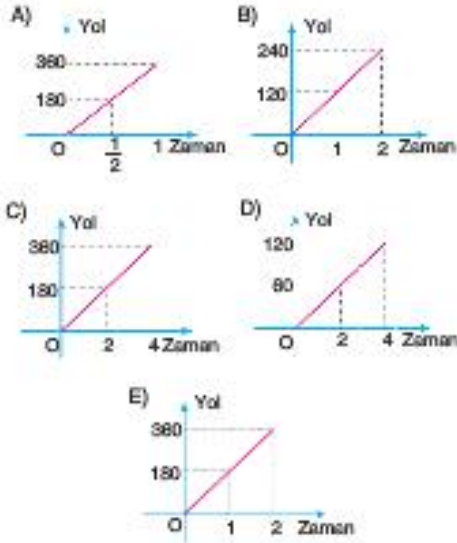 A)
Yol
360
180
O
1/2
1 Zaman
B)
Yol
240
120
O
1
2
Zaman
C)
Yol
360
180
O
2
4 Zaman
D)
Yol
120
80
O
2
4
Zaman
E)
Yol
360
180
O
1
2
Zaman